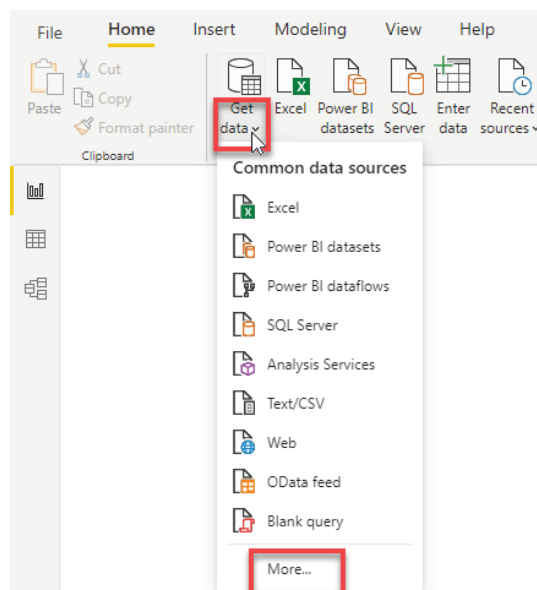 File Home Insert Modeling View Help
Cut
Copy
Format painter
Paste
Clipboard
Get data
Excel
Power BI datasets
SQL Server
Enter data
Recent sources
Common data sources
Excel
Power BI datasets
Power BI dataflows
SQL Server
Analysis Services
Text/CSV
Web
OData feed
Blank query
More...